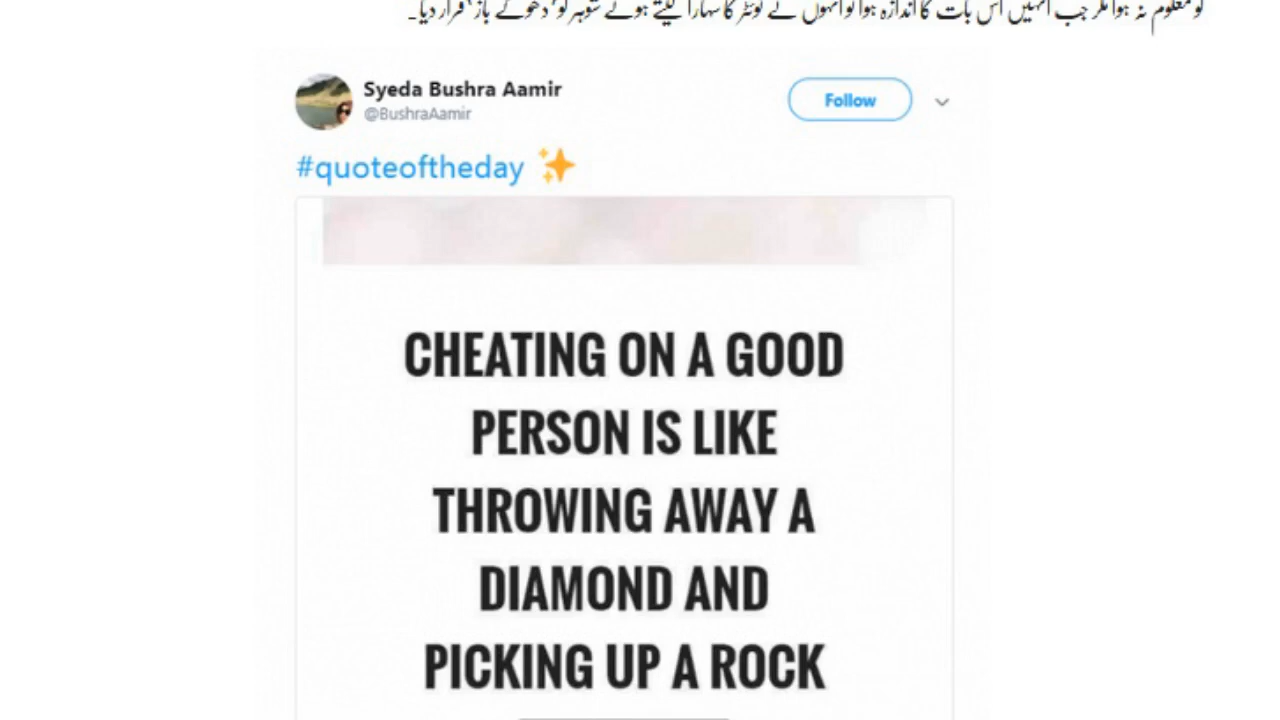 کو معلوم نہ ہوا مگر جب انہیں اس بات کا اندازہ ہوا تو انہوں نے ٹوئٹر کا سہارا لیتے ہوئے شوہر کو ’دھوکے باز‘ قرار دیا۔
Syeda Bushra Aamir
@BushraAamir
Follow
#quoteoftheday
CHEATING ON A GOOD
PERSON IS LIKE
THROWING AWAY A
DIAMOND AND
PICKING UP A ROCK